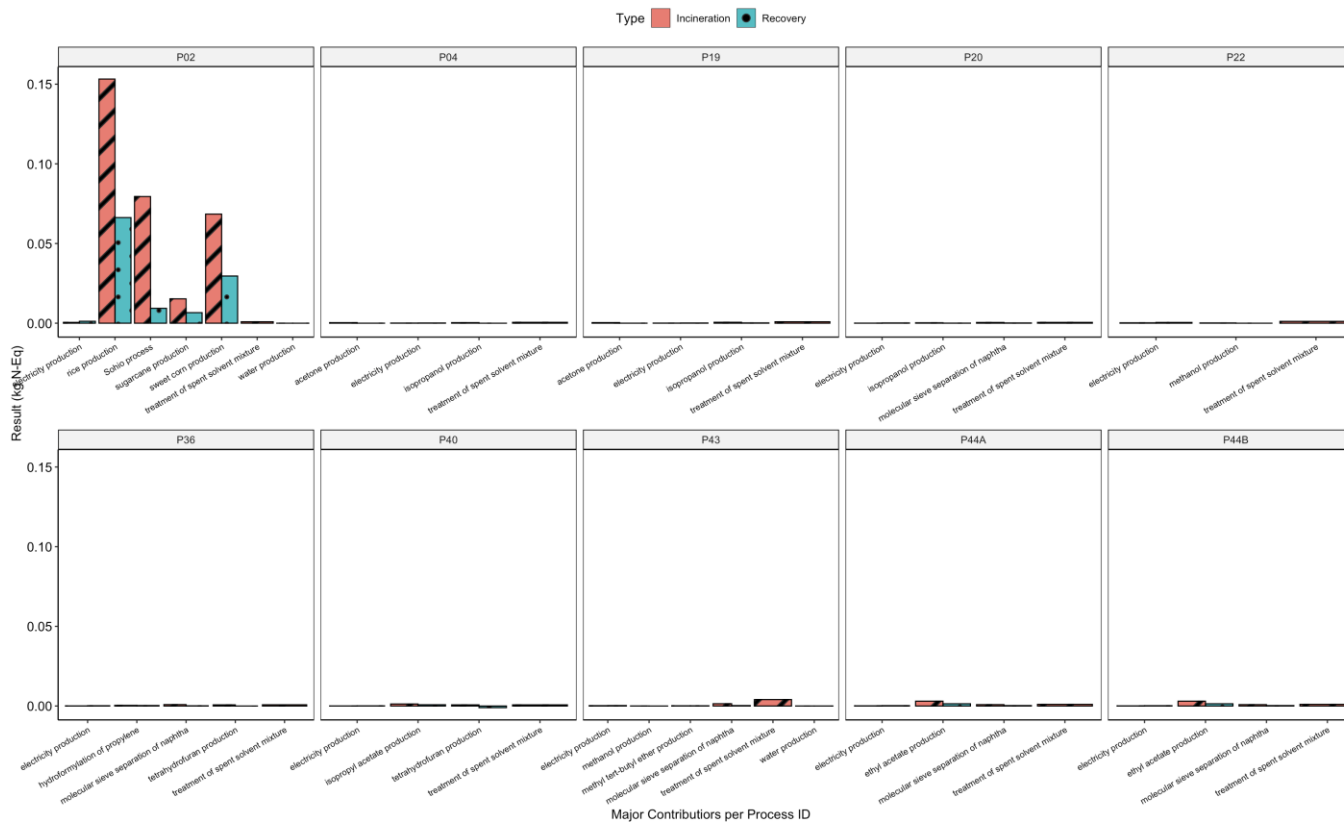 Type Incineration Recovery
P02 P04 P19 P20 P22
0.15
0.10
0.05
0.00
electricity production
rice production
Sohio process
sugarcane production
sweet corn production
treatment of spent solvent mixture
water production
acetone production
electricity production
isopropanol production
treatment of spent solvent mixture
acetone production
electricity production
isopropanol production
treatment of spent solvent mixture
electricity production
isopropanol production
molecular sieve separation of naphtha
treatment of spent solvent mixture
electricity production
methanol production
treatment of spent solvent mixture
Result (kg N-Eq)
P36 P40 P43 P44A P44B
0.15
0.10
0.05
0.00
electricity production
hydroformylation of propylene
molecular sieve separation of naphtha
tetrahydrofuran production
treatment of spent solvent mixture
electricity production
isopropyl acetate production
tetrahydrofuran production
treatment of spent solvent mixture
electricity production
methanol production
methyl tert-butyl ether production
molecular sieve separation of naphtha
treatment of spent solvent mixture
water production
electricity production
ethyl acetate production
molecular sieve separation of naphtha
treatment of spent solvent mixture
electricity production
ethyl acetate production
molecular sieve separation of naphtha
treatment of spent solvent mixture
Major Contributiors per Process ID